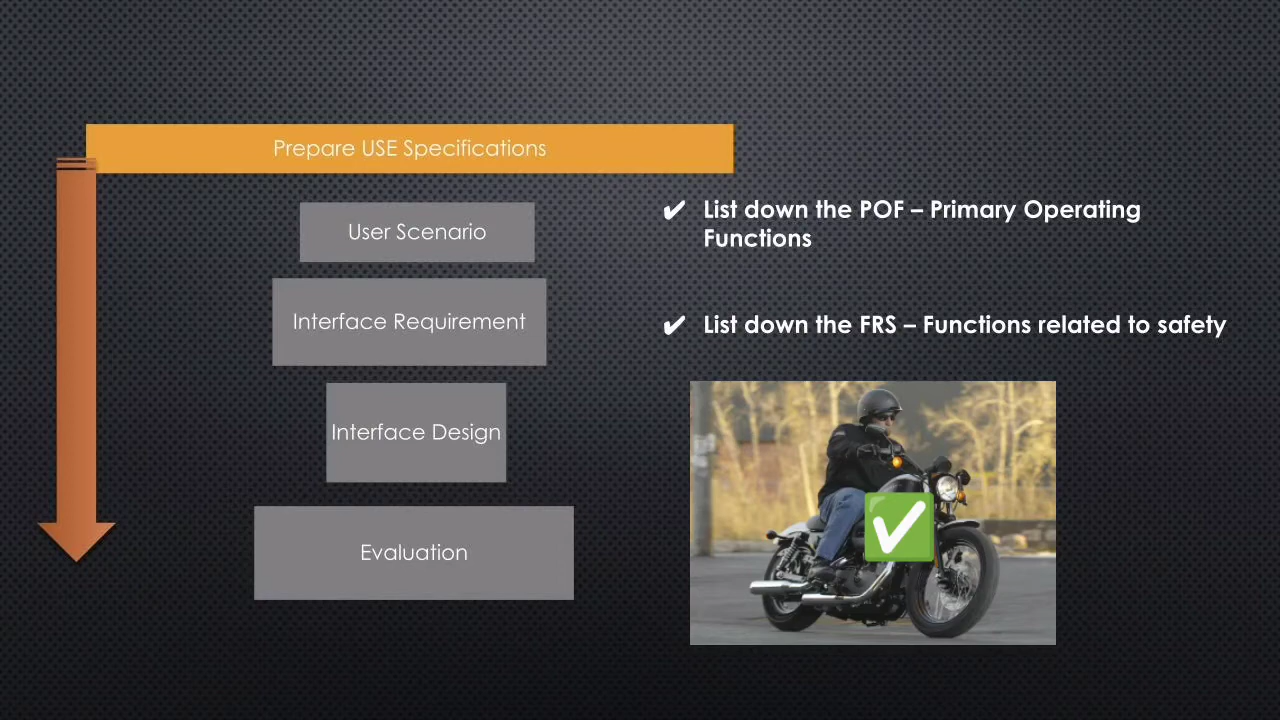 Prepare USE Specifications
User Scenario
Interface Requirement
Interface Design
Evaluation
✔ List down the POF – Primary Operating
Functions
✔ List down the FRS – Functions related to safety